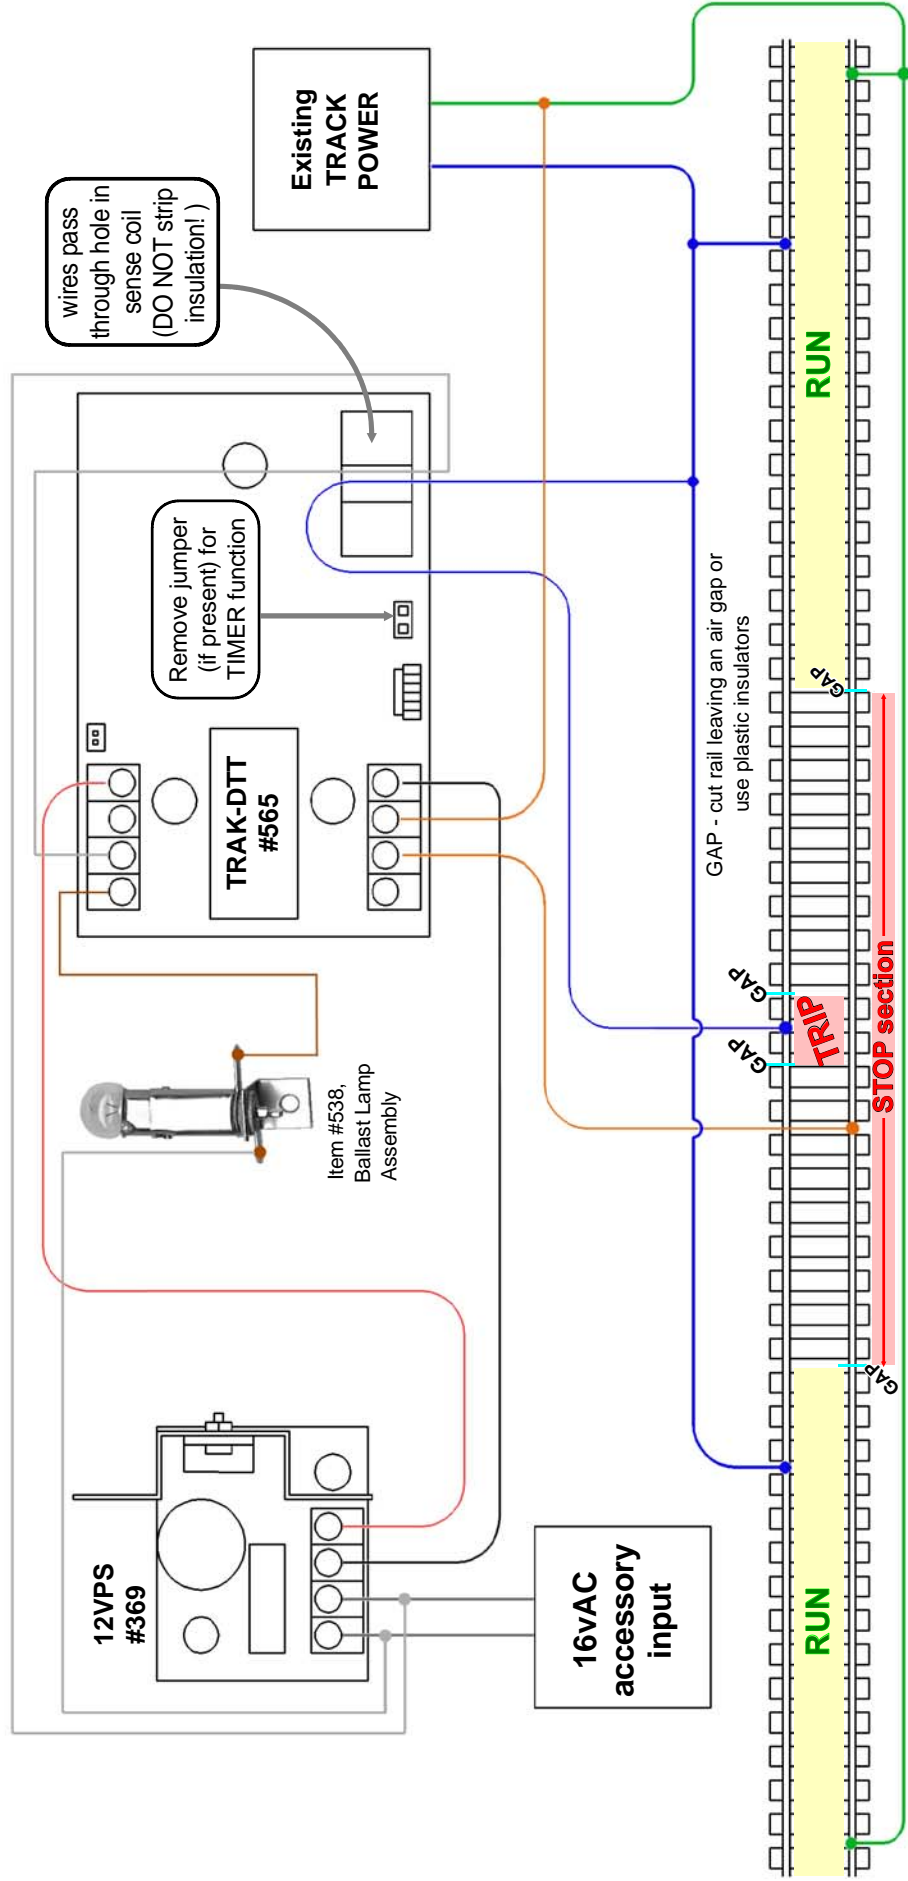 12VPS
#369
16vAC
accessory
input
Item #538,
Ballast Lamp
Assembly
TRAK-DTT
#565
Remove jumper
(if present) for
TIMER function
wires pass
through hole in
sense coil
(DO NOT strip
insulation! )
Existing
TRACK
POWER
GAP - cut rail leaving an air gap or
use plastic insulators
RUN
GAP
GAP
TRIP
GAP
STOP section
GAP
RUN